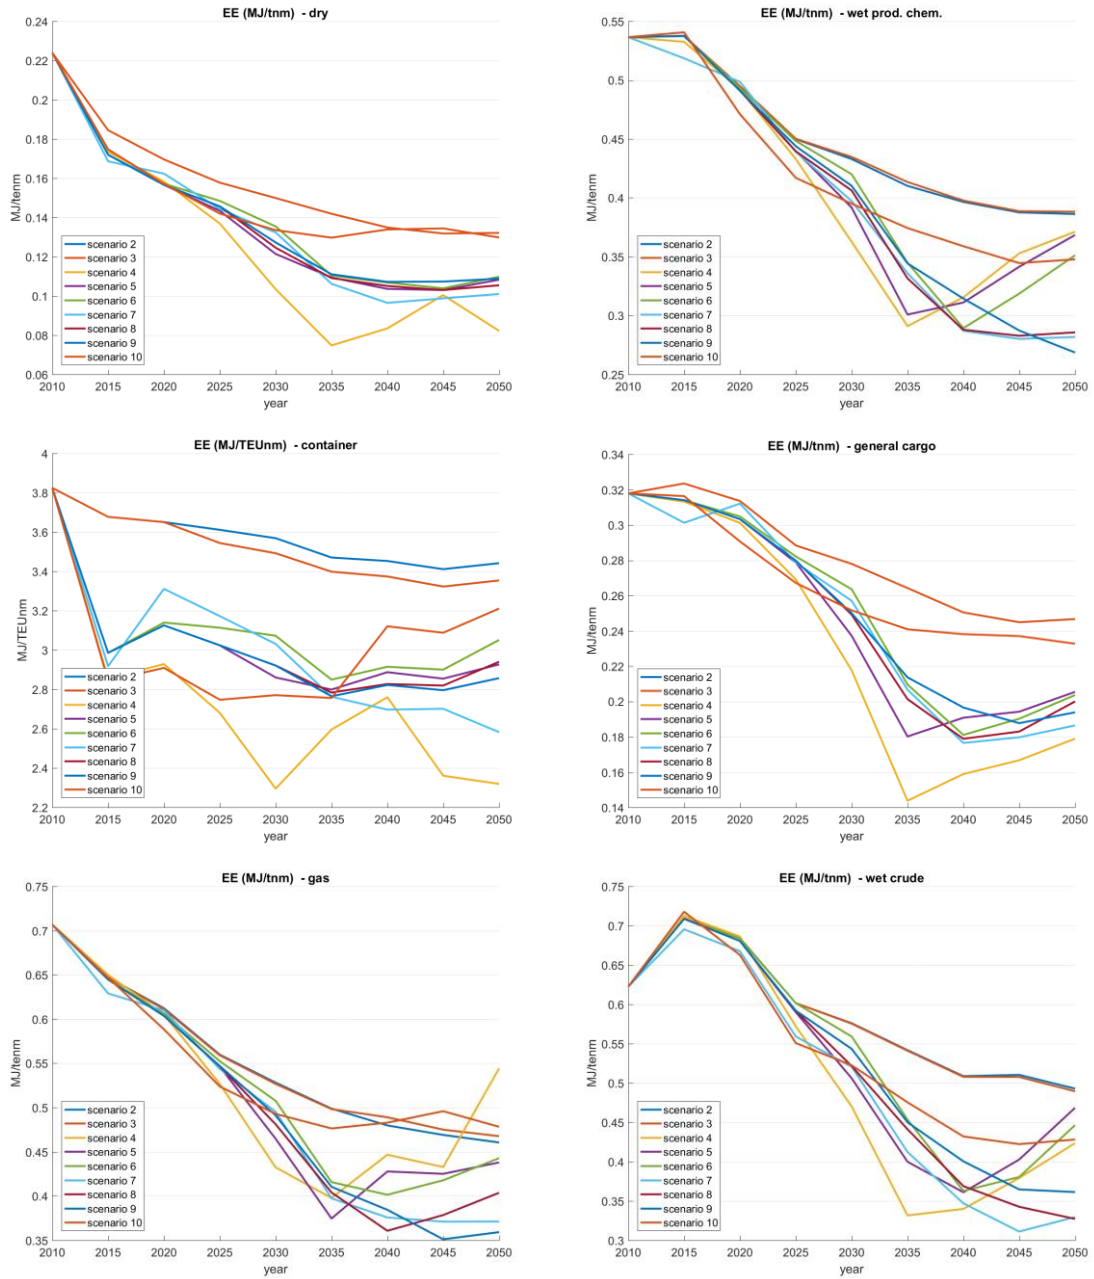 EE (MJ/tnm) - dry
0.24
0.22
0.2
0.18
0.16
0.14
0.12
0.1
0.08
0.06
MJ/tenm
scenario 2
scenario 3
scenario 4
scenario 5
scenario 6
scenario 7
scenario 8
scenario 9
scenario 10
2010 2015 2020 2025 2030 2035 2040 2045 2050
year
EE (MJ/tnm) - wet prod. chem.
0.55
0.5
0.45
0.4
0.35
0.3
0.25
MJ/tenm
scenario 2
scenario 3
scenario 4
scenario 5
scenario 6
scenario 7
scenario 8
scenario 9
scenario 10
2010 2015 2020 2025 2030 2035 2040 2045 2050
year
EE (MJ/TEUnm) - container
4
3.8
3.6
3.4
3.2
3
2.8
2.6
2.4
2.2
MJ/TEUnm
scenario 2
scenario 3
scenario 4
scenario 5
scenario 6
scenario 7
scenario 8
scenario 9
scenario 10
2010 2015 2020 2025 2030 2035 2040 2045 2050
year
EE (MJ/tnm) - general cargo
0.34
0.32
0.3
0.28
0.26
0.24
0.22
0.2
0.18
0.16
0.14
MJ/tenm
scenario 2
scenario 3
scenario 4
scenario 5
scenario 6
scenario 7
scenario 8
scenario 9
scenario 10
2010 2015 2020 2025 2030 2035 2040 2045 2050
year
EE (MJ/tnm) - gas
0.75
0.7
0.65
0.6
0.55
0.5
0.45
0.4
0.35
MJ/tenm
scenario 2
scenario 3
scenario 4
scenario 5
scenario 6
scenario 7
scenario 8
scenario 9
scenario 10
2010 2015 2020 2025 2030 2035 2040 2045 2050
year
EE (MJ/tnm) - wet crude
0.75
0.7
0.65
0.6
0.55
0.5
0.45
0.4
0.35
0.3
MJ/tenm
scenario 2
scenario 3
scenario 4
scenario 5
scenario 6
scenario 7
scenario 8
scenario 9
scenario 10
2010 2015 2020 2025 2030 2035 2040 2045 2050
year